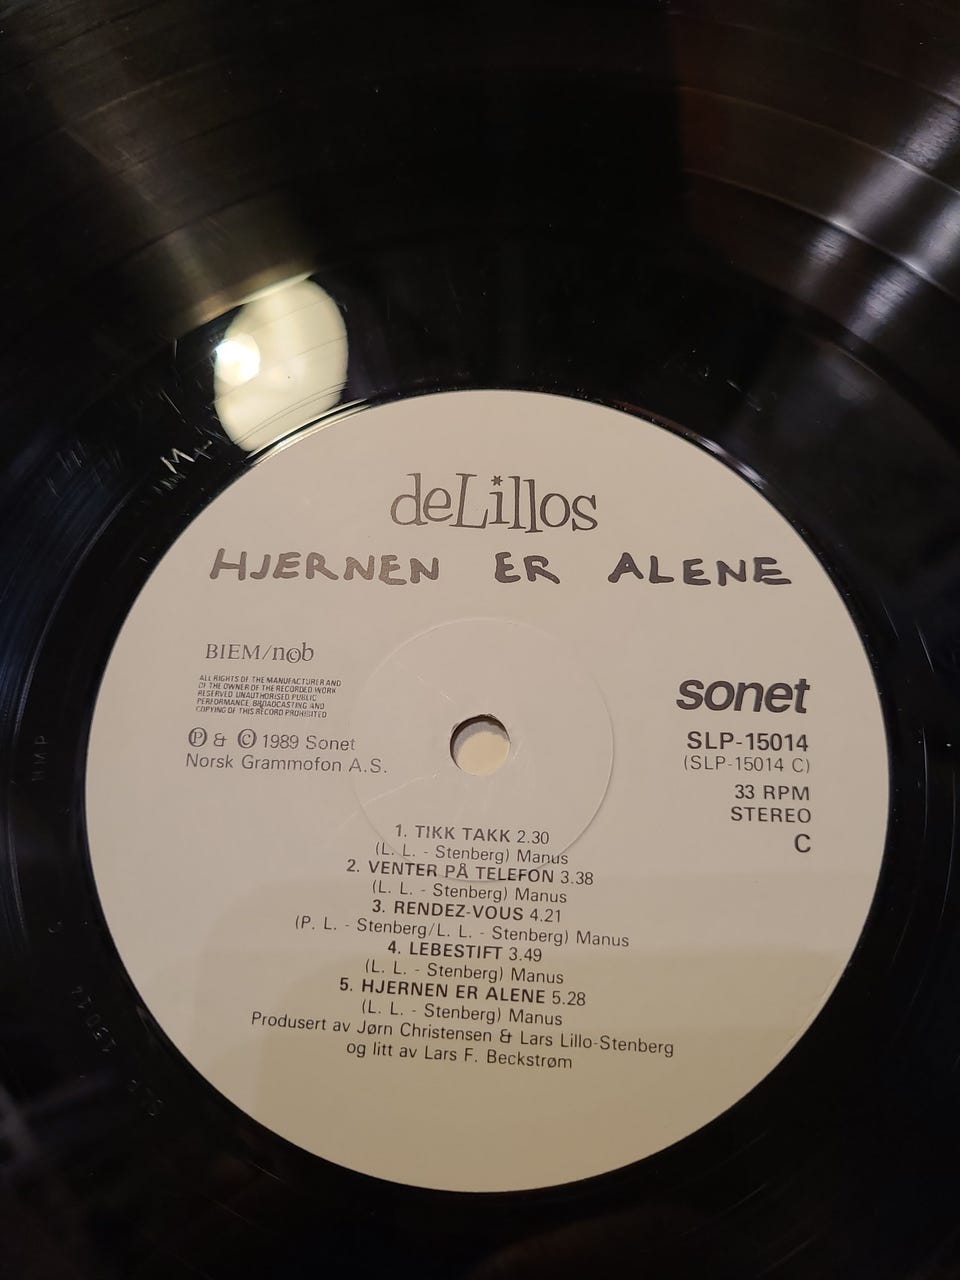 deLillos
HJERNEN ER ALENE
BIEM/n©b
ALL RIGHTS OF THE MANUFACTURER AND
OF THE OWNER OF THE RECORDED WORK
RESERVED UNAUTHORISED PUBLIC
PERFORMANCE, BROADCASTING AND
COPYING OF THIS RECORD PROHIBITED
℗ & © 1989 Sonet
Norsk Grammofon A.S.
sonet
SLP-15014
(SLP-15014 C)
33 RPM
STEREO
C
1. TIKK TAKK 2.30
(L. L. - Stenberg) Manus
2. VENTER PÅ TELEFON 3.38
(L. L. - Stenberg) Manus
3. RENDEZ-VOUS 4.21
(P. L. - Stenberg/L. L. - Stenberg) Manus
4. LEBESTIFT 3.49
(L. L. - Stenberg) Manus
5. HJERNEN ER ALENE 5.28
(L. L. - Stenberg) Manus
Produsert av Jørn Christensen & Lars Lillo-Stenberg
og litt av Lars F. Beckstrøm